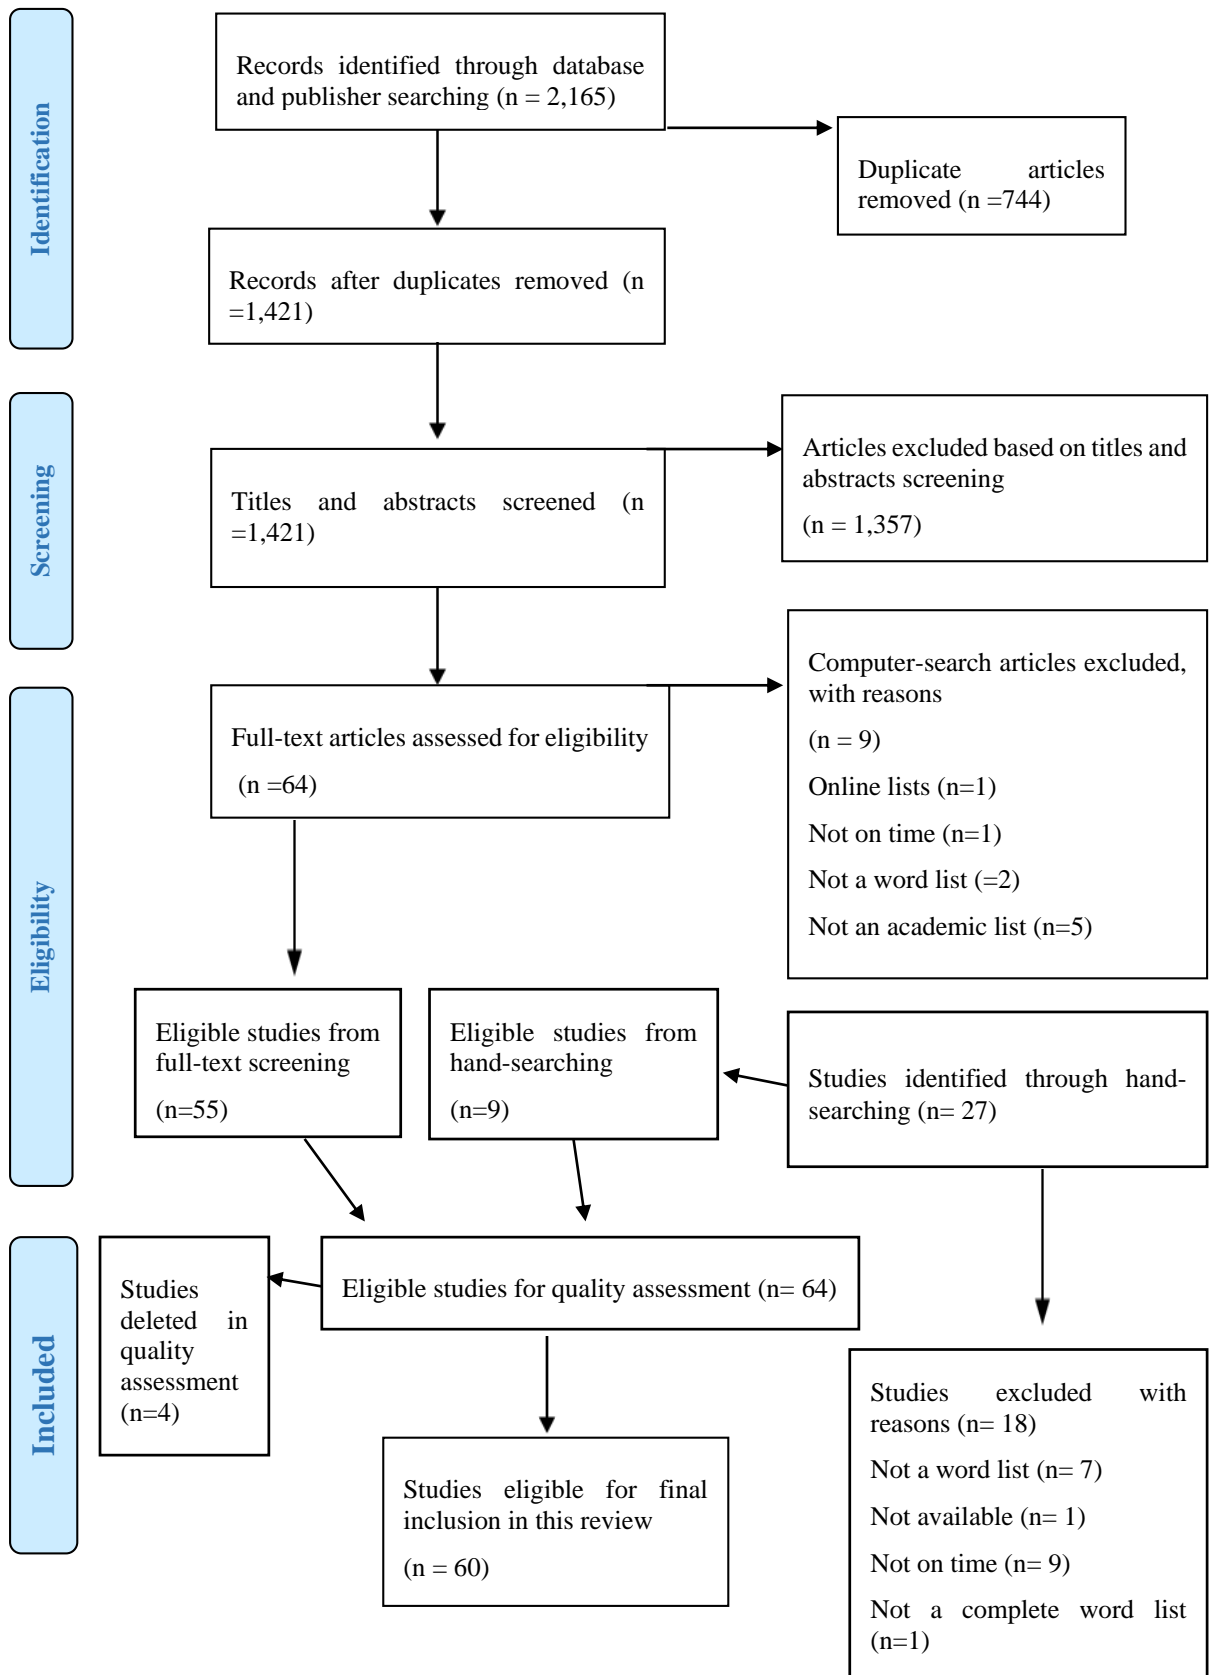 Identification
Records identified through database
and publisher searching (n = 2,165)
Duplicate articles
removed (n =744)
Records after duplicates removed (n
=1,421)
Screening
Titles and abstracts screened (n
=1,421)
Articles excluded based on titles and
abstracts screening
(n = 1,357)
Eligibility
Full-text articles assessed for eligibility
(n =64)
Computer-search articles excluded,
with reasons
(n = 9)
Online lists (n=1)
Not on time (n=1)
Not a word list (=2)
Not an academic list (n=5)
Eligible studies from
full-text screening
(n=55)
Eligible studies from
hand-searching
(n=9)
Studies identified through hand-
searching (n= 27)
Included
Studies
deleted in
quality
assessment
(n=4)
Eligible studies for quality assessment (n= 64)
Studies eligible for final
inclusion in this review
(n = 60)
Studies excluded with
reasons (n= 18)
Not a word list (n= 7)
Not available (n= 1)
Not on time (n= 9)
Not a complete word list
(n=1)